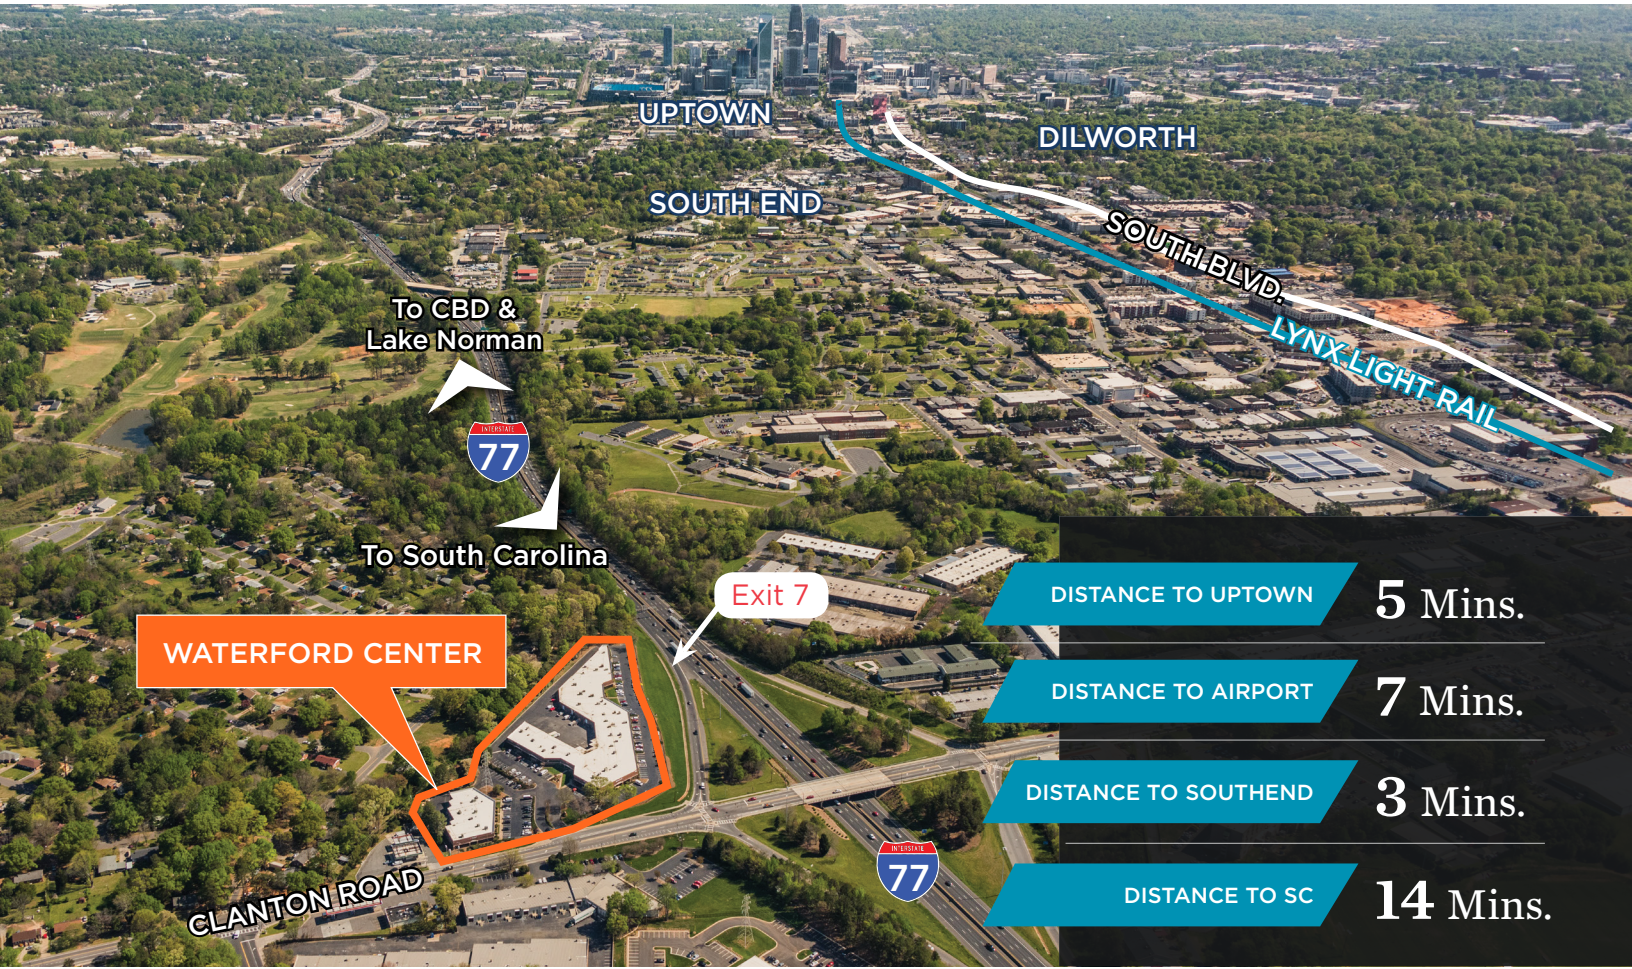 UPTOWN
DILWORTH
SOUTH END
SOUTH BLVD.
LYNX LIGHT RAIL
To CBD &
Lake Norman
INTERSTATE
77
To South Carolina
Exit 7
WATERFORD CENTER
CLANTON ROAD
INTERSTATE
77
DISTANCE TO UPTOWN 5 Mins.
DISTANCE TO AIRPORT 7 Mins.
DISTANCE TO SOUTHEND 3 Mins.
DISTANCE TO SC 14 Mins.